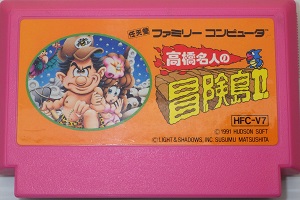 任天堂 ファミリー コンピュータ
高橋名人の
冒険島II
HFC-V7
© 1991 HUDSON SOFT
© LIGHT & SHADOWS, INC. SUSUMU MATSUSHITA